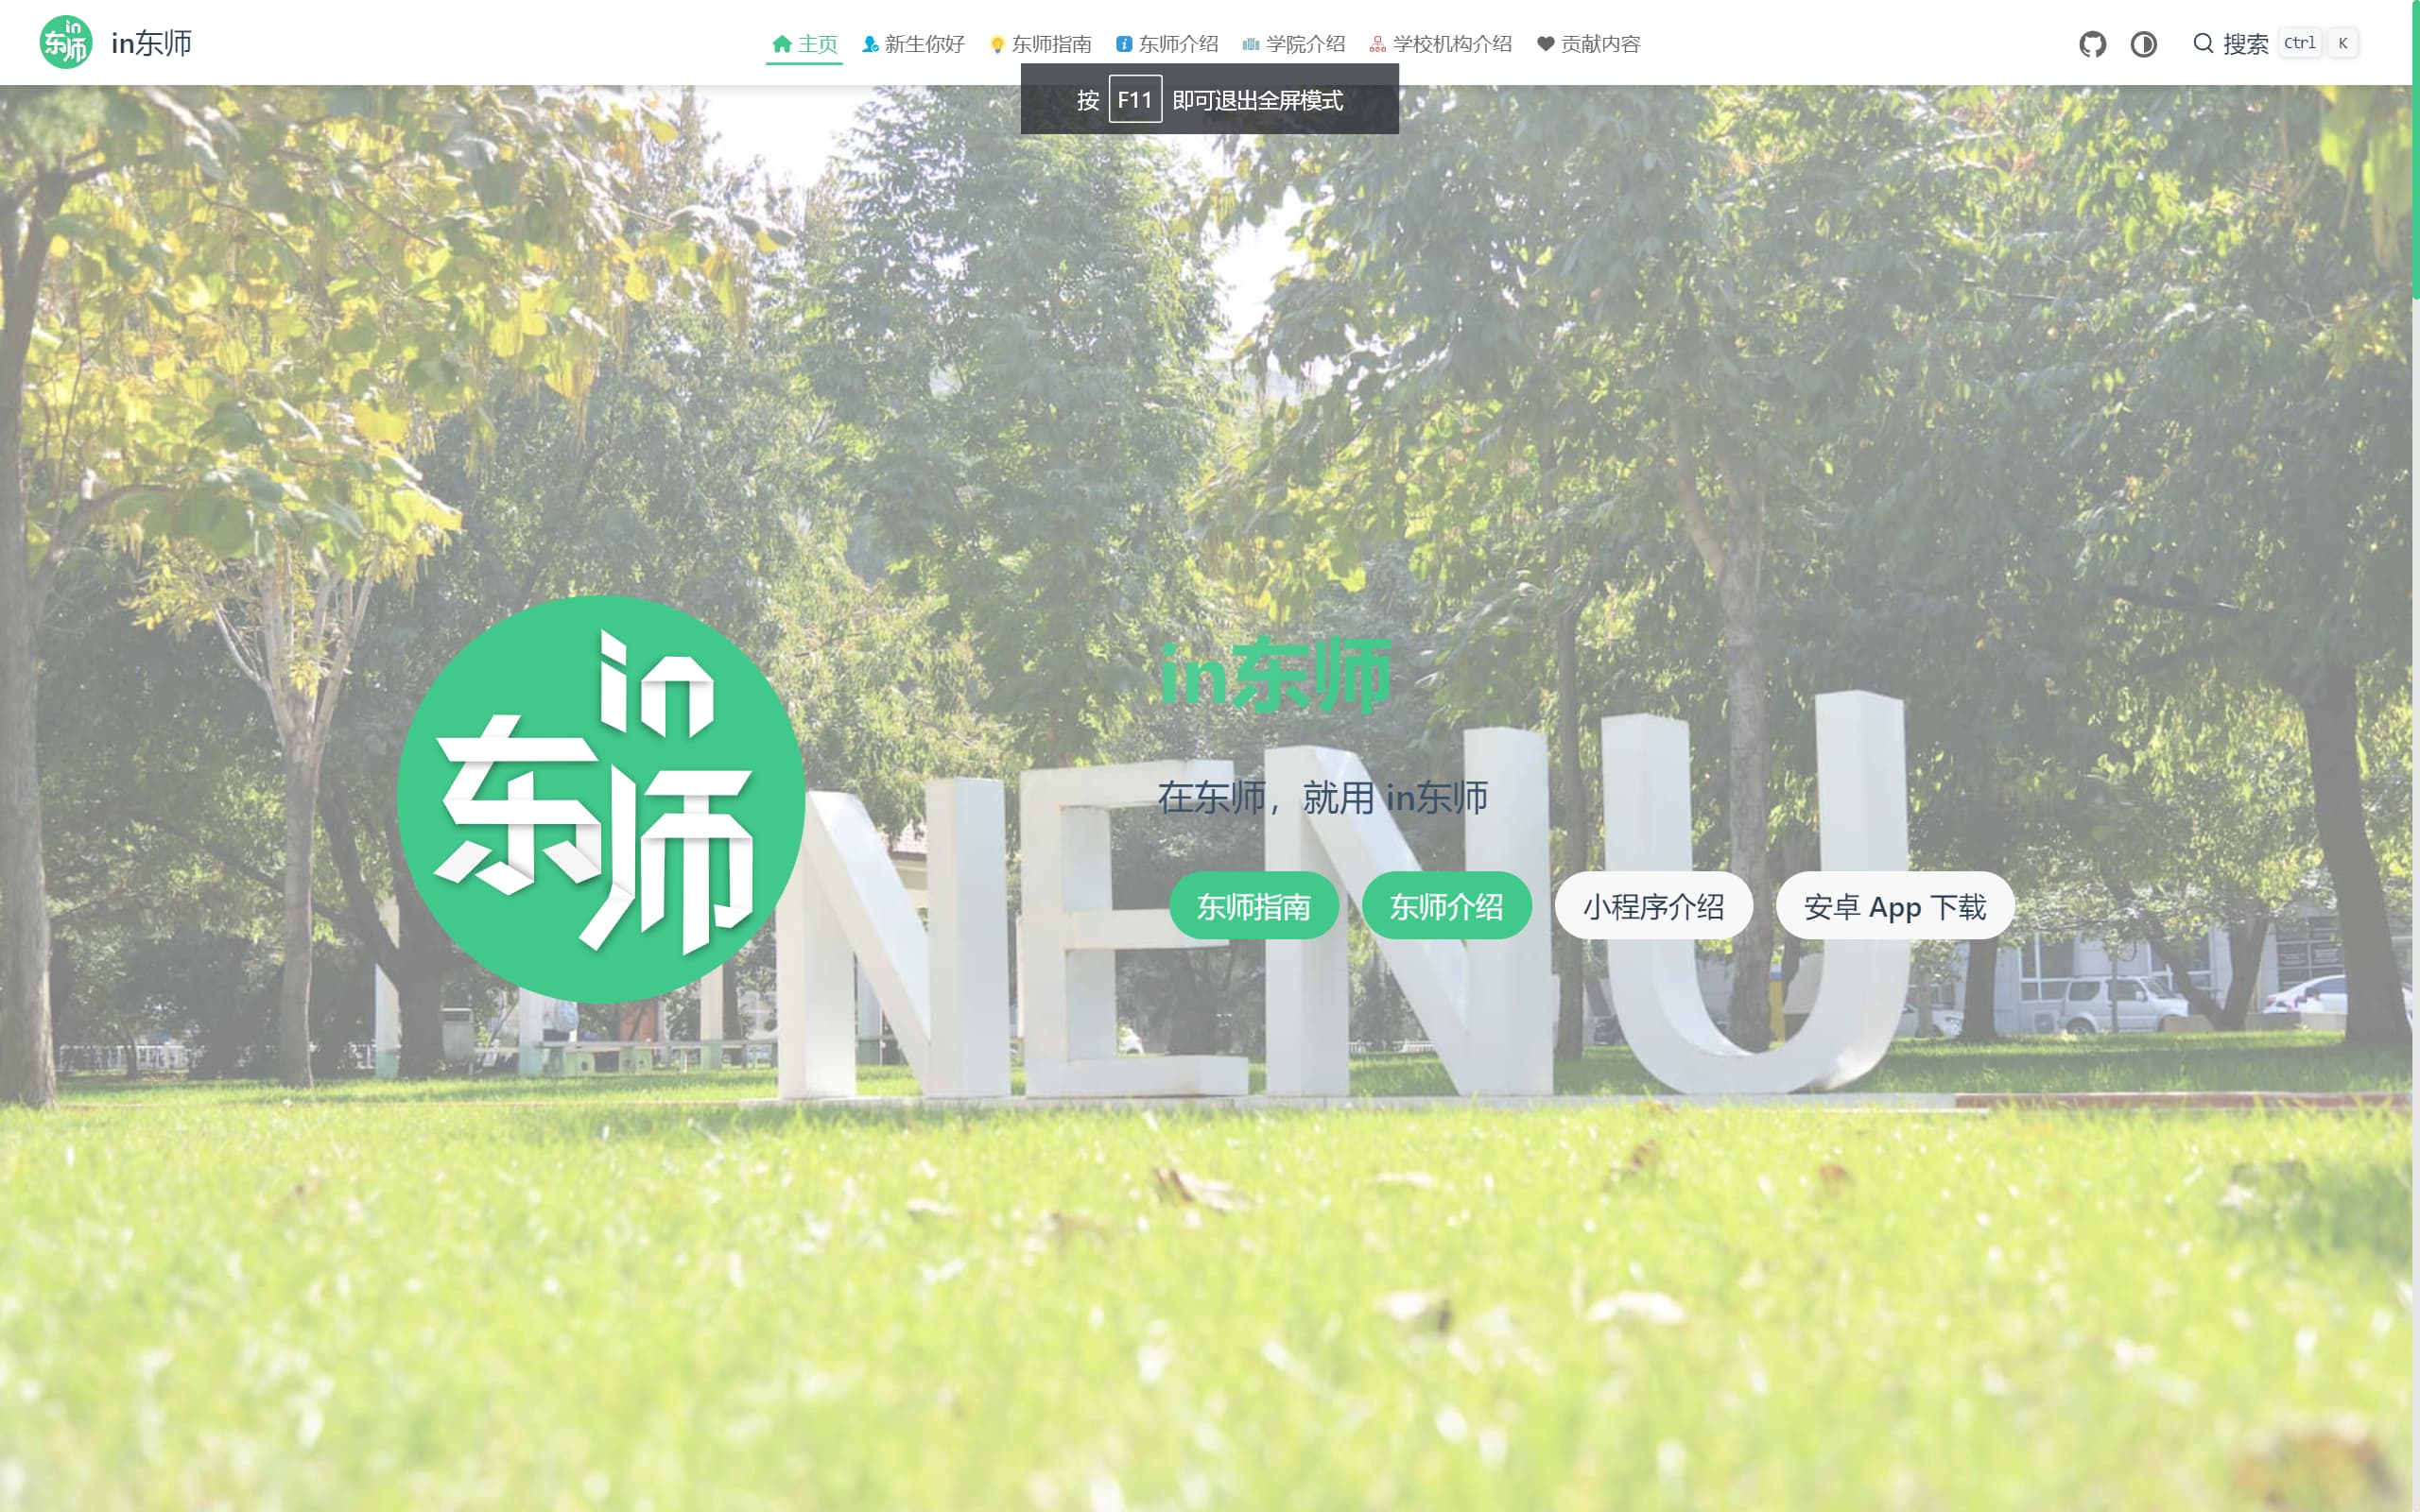 in东师
in东师
主页 新生你好 东师指南 东师介绍 学院介绍 学校机构介绍 贡献内容
搜索 Ctrl K
按 F11 即可退出全屏模式
in
东师
in东师
在东师，就用 in东师
东师指南 东师介绍 小程序介绍 安卓 App 下载
NENU